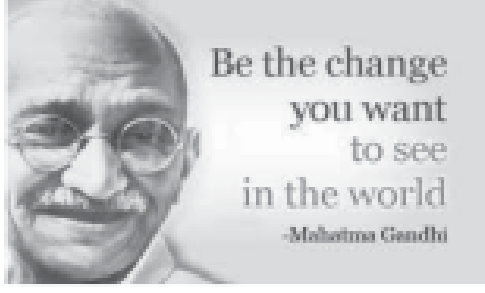 Be the change
you want
to see
in the world
-Mahatma Gandhi